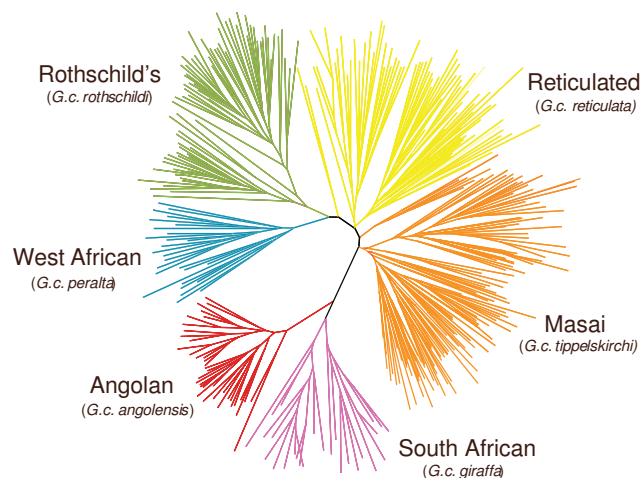 Rothschild's
(G.c. rothschildi)
Reticulated
(G.c. reticulata)
West African
(G.c. peralta)
Masai
(G.c. tippelskirchi)
Angolan
(G.c. angolensis)
South African
(G.c. giraffa)